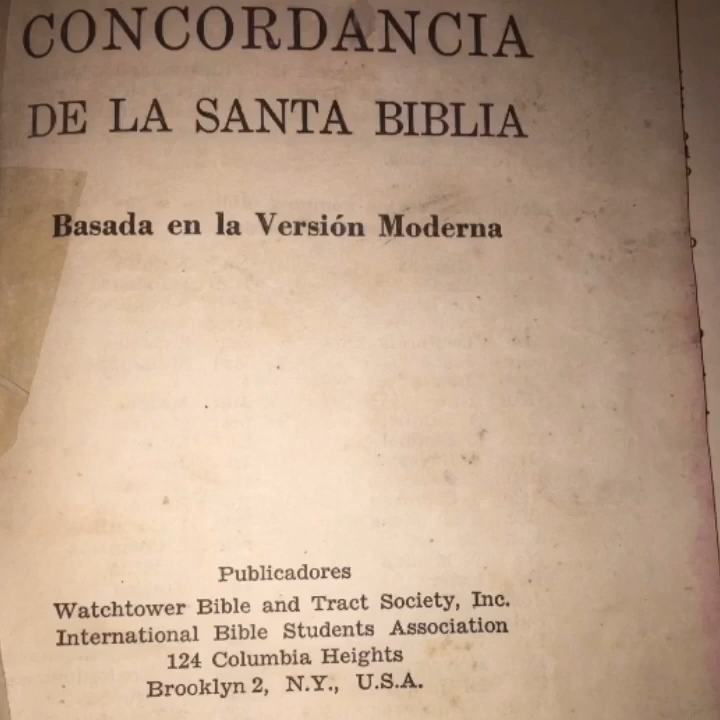 CONCORDANCIA
DE LA SANTA BIBLIA
Basada en la Versión Moderna
Publicadores
Watchtower Bible and Tract Society, Inc.
International Bible Students Association
124 Columbia Heights
Brooklyn 2, N.Y., U.S.A.